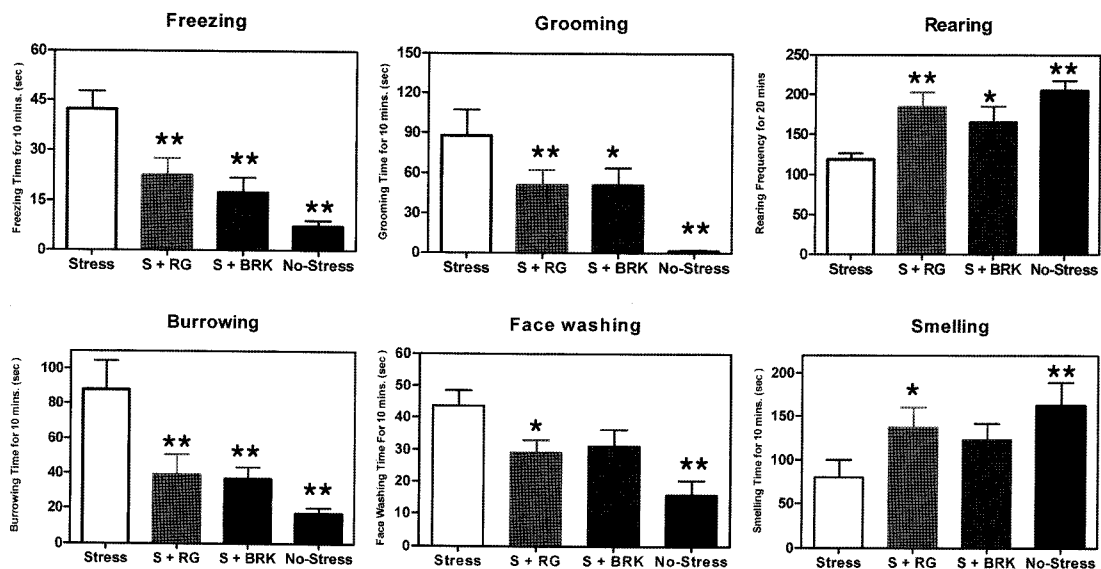 Freezing
Freezing Time for 10 mins. (sec)
60
45
30
15
0
**
**
**
Stress
S + RG
S + BRK
No-Stress
Grooming
Grooming Time for 10 mins. (sec)
150
120
90
60
30
0
**
*
**
Stress
S + RG
S + BRK
No-Stress
Rearing
Rearing Frequency for 20 mins
250
200
150
100
50
0
**
*
**
Stress
S + RG
S + BRK
No-Stress
Burrowing
Burrowing Time for 10 mins. (sec)
100
80
60
40
20
0
**
**
**
Stress
S + RG
S + BRK
No-Stress
Face washing
Face Washing Time For 10 mins. (sec)
60
40
30
20
10
0
*
**
Stress
S + RG
S + BRK
No-Stress
Smelling
Smelling Time for 10 mins. (sec )
200
150
100
50
0
*
**
Stress
S + RG
S + BRK
No-Stress